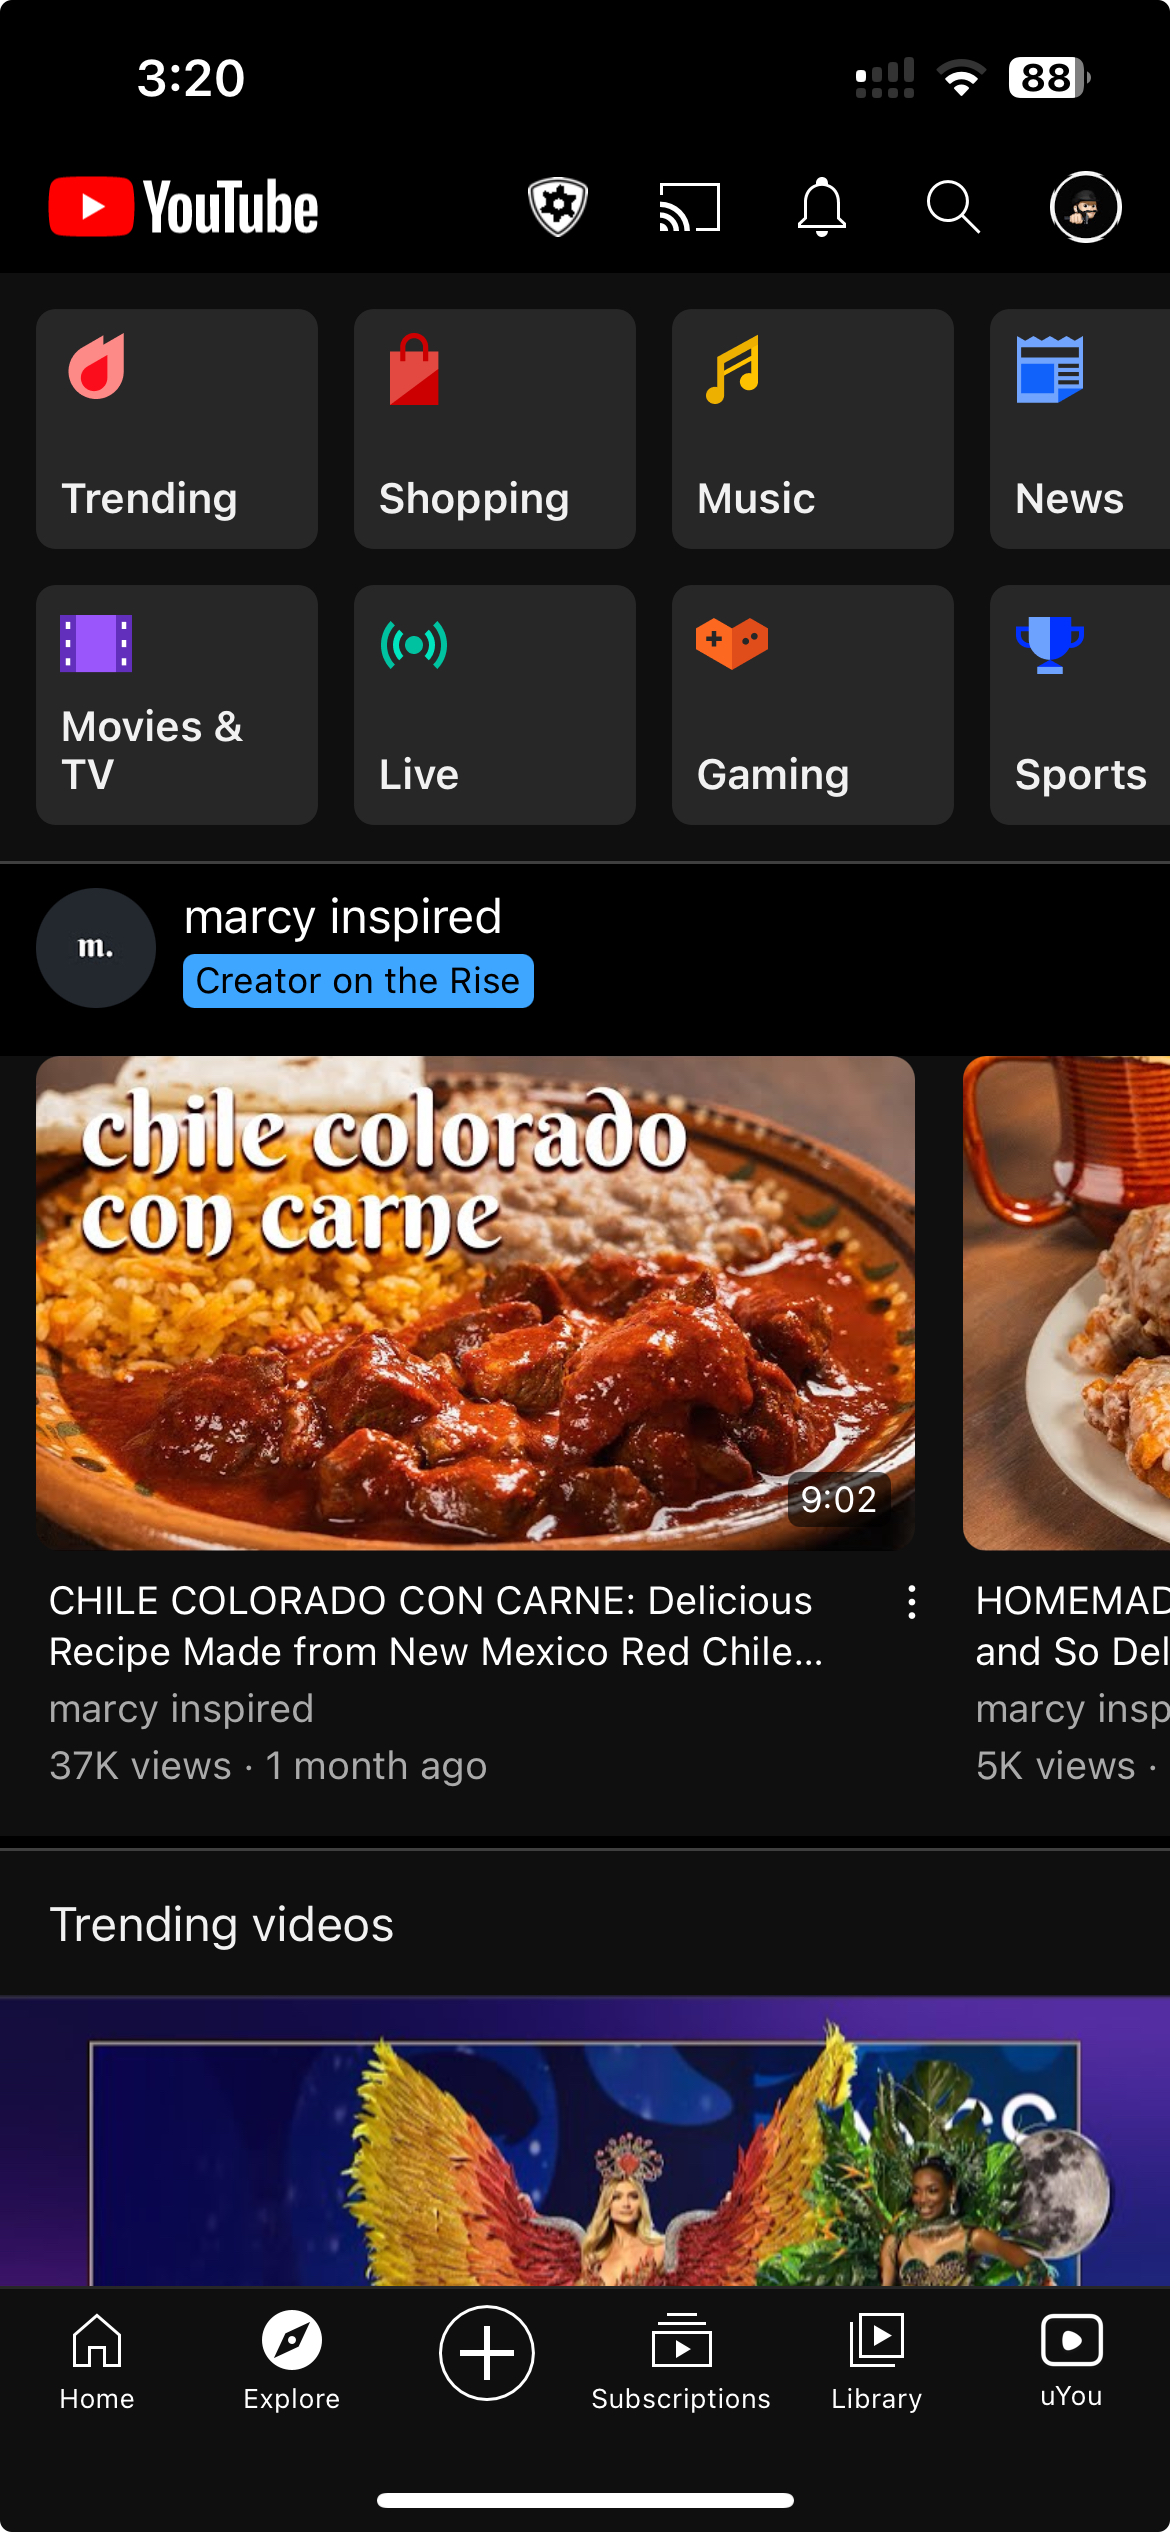 3:20
88
YouTube
Trending
Shopping
Music
News
Movies &
TV
Live
Gaming
Sports
m.
marcy inspired
Creator on the Rise
chile colorado
con carne
9:02
CHILE COLORADO CON CARNE: Delicious
Recipe Made from New Mexico Red Chile...
marcy inspired
37K views · 1 month ago
HOMEMAD
and So Del
marcy insp
5K views ·
Trending videos
Home
Explore
Subscriptions
Library
uYou